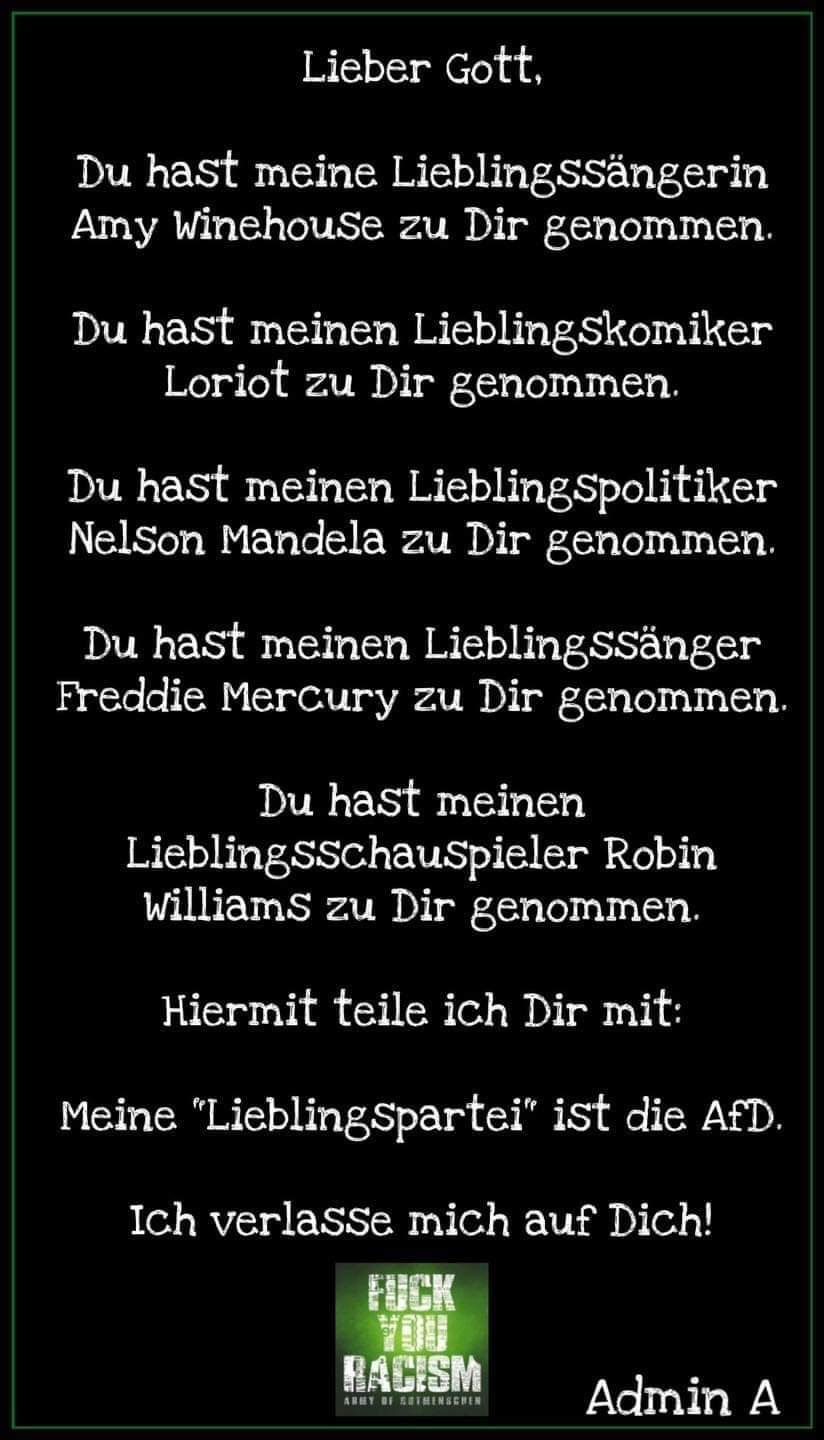 Lieber Gott,
Du hast meine Lieblingssängerin
Amy Winehouse zu Dir genommen.
Du hast meinen Lieblingskomiker
Loriot zu Dir genommen.
Du hast meinen Lieblingspolitiker
Nelson Mandela zu Dir genommen.
Du hast meinen Lieblingssänger
Freddie Mercury zu Dir genommen.
Du hast meinen
Lieblingsschauspieler Robin
Williams zu Dir genommen.
Hiermit teile ich Dir mit:
Meine "Lieblingspartei" ist die AfD.
Ich verlasse mich auf Dich!
FUCK
YOU
RACISM
ARMY OF GUTMENSCHEN
Admin A